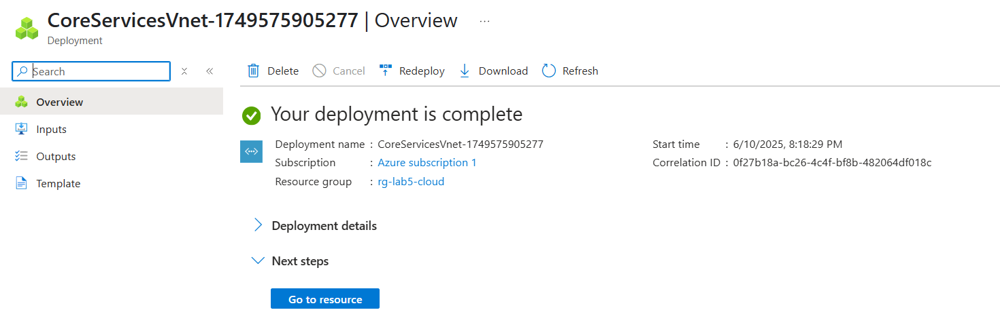 CoreServicesVnet-1749575905277 | Overview ...
Deployment
Search
Delete Cancel Redeploy Download Refresh
Overview
Inputs
Outputs
Template
Your deployment is complete
Deployment name : CoreServicesVnet-1749575905277
Subscription : Azure subscription 1
Resource group : rg-lab5-cloud
Start time : 6/10/2025, 8:18:29 PM
Correlation ID : 0f27b18a-bc26-4c4f-bf8b-482064df018c
Deployment details
Next steps
Go to resource